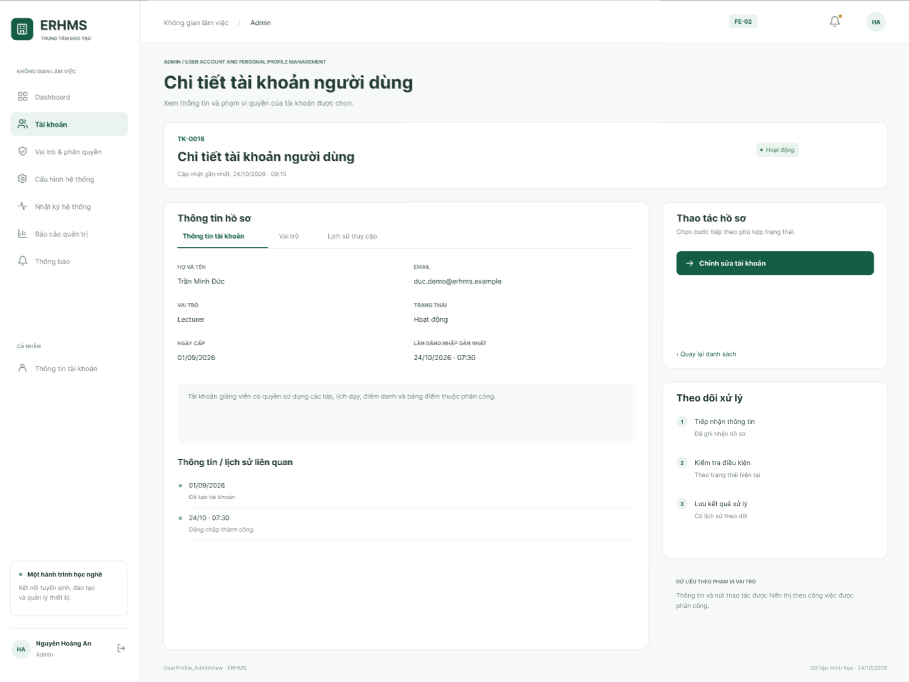 ERHMS
TRUNG TÂM ĐÀO TẠO
KHÔNG GIAN LÀM VIỆC
Dashboard
Tài khoản
Vai trò & phân quyền
Cấu hình hệ thống
Nhật ký hệ thống
Báo cáo quản trị
Thông báo
CÁ NHÂN
Thông tin tài khoản
Một hành trình học nghề
Kết nối tuyển sinh, đào tạo
và quản lý thiết bị.
HA
Nguyễn Hoàng An
Admin
Không gian làm việc / Admin
FE-02
HA
ADMIN / USER ACCOUNT AND PERSONAL PROFILE MANAGEMENT
Chi tiết tài khoản người dùng
Xem thông tin và phạm vi quyền của tài khoản được chọn.
TK-0018
Chi tiết tài khoản người dùng
Cập nhật gần nhất: 24/10/2026 · 09:15
Hoạt động
Thông tin hồ sơ
Thông tin tài khoản
Vai trò
Lịch sử truy cập
HỌ VÀ TÊN
Trần Minh Đức
EMAIL
duc.demo@erhms.example
VAI TRÒ
Lecturer
TRẠNG THÁI
Hoạt động
NGÀY CẤP
01/09/2026
LẦN ĐĂNG NHẬP GẦN NHẤT
24/10/2026 · 07:30
Tài khoản giảng viên có quyền sử dụng các lớp, lịch dạy, điểm danh và bảng điểm thuộc phân công.
Thông tin / lịch sử liên quan
01/09/2026
Đã tạo tài khoản
24/10 · 07:30
Đăng nhập thành công
Thao tác hồ sơ
Chọn bước tiếp theo phù hợp trạng thái.
→ Chỉnh sửa tài khoản
‹ Quay lại danh sách
Theo dõi xử lý
1 Tiếp nhận thông tin
Đã ghi nhận hồ sơ
2 Kiểm tra điều kiện
Theo trạng thái hiện tại
3 Lưu kết quả xử lý
Có lịch sử theo dõi
DỮ LIỆU THEO PHẠM VI VAI TRÒ
Thông tin và nút thao tác được hiển thị theo công việc được
phân công.
UserProfile_AdminView · ERHMS
Dữ liệu minh họa · 24/10/2026